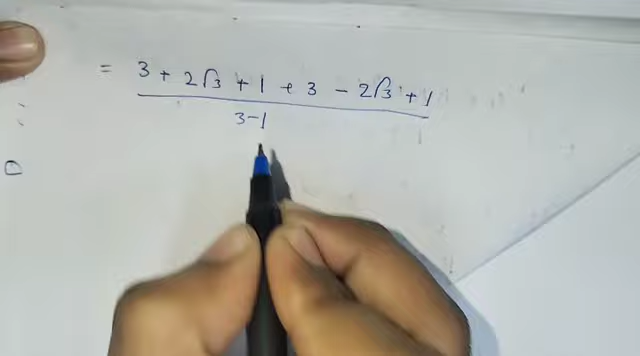 = 3 + 2√3 + 1 + 3 - 2√3 + 1
3-1